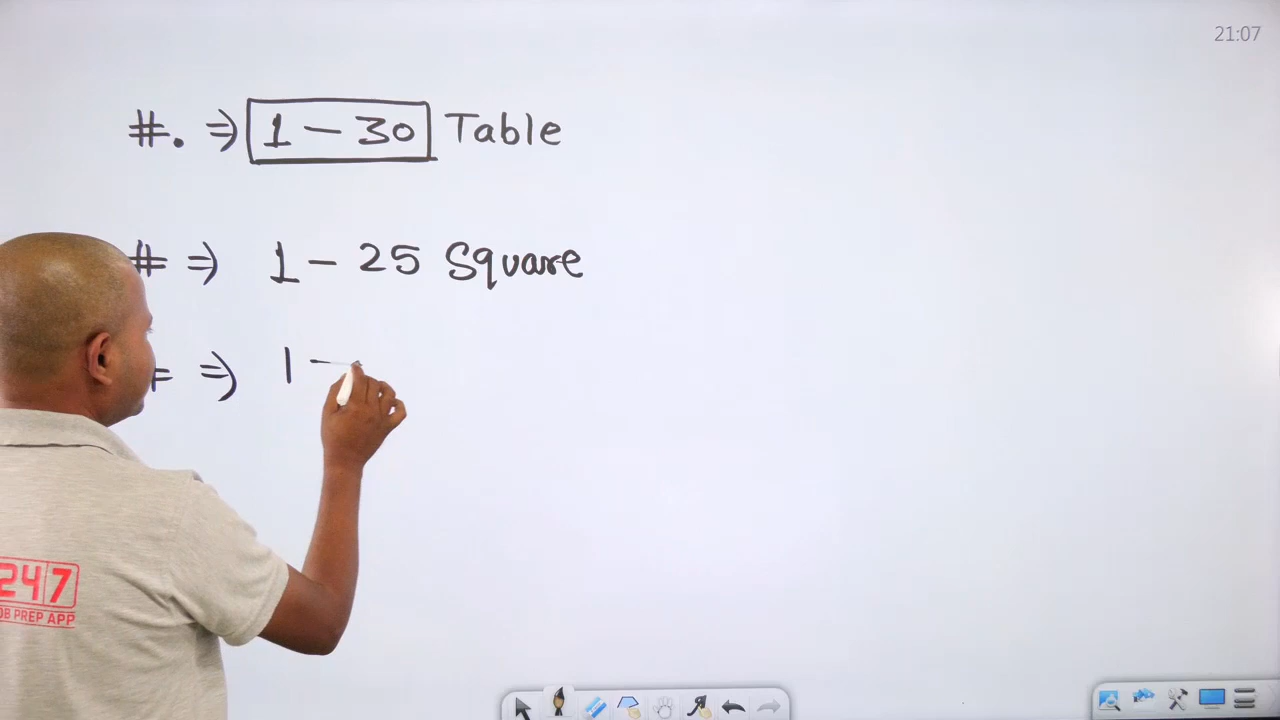 21:07
#. ⇒ 1 – 30 Table
# ⇒ 1 – 25 Square
⇒ 1 –
247
JOB PREP APP